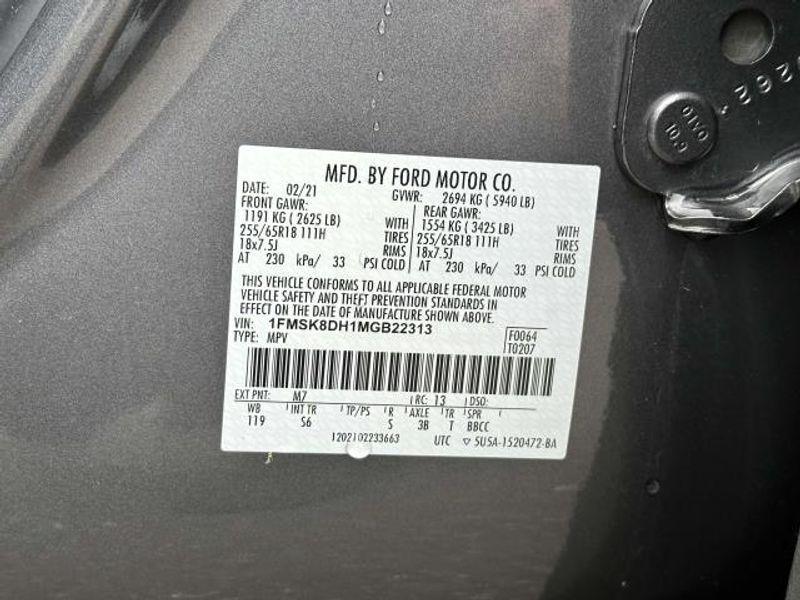 MFD. BY FORD MOTOR CO.
DATE: 02/21 GVWR: 2694 KG ( 5940 LB)
FRONT GAWR: REAR GAWR:
1191 KG ( 2625 LB) WITH 1554 KG ( 3425 LB) WITH
255/65R18 111H TIRES 255/65R18 111H TIRES
18x7.5J RIMS 18x7.5J RIMS
AT 230 kPa/ 33 PSI COLD AT 230 kPa/ 33 PSI COLD
THIS VEHICLE CONFORMS TO ALL APPLICABLE FEDERAL MOTOR
VEHICLE SAFETY AND THEFT PREVENTION STANDARDS IN
EFFECT ON THE DATE OF MANUFACTURE SHOWN ABOVE.
VIN: 1FMSK8DH1MGB22313 F0064
TYPE: MPV T0207
EXT PNT: M7 RC: 13 DSO:
WB INT TR TP/PS R AXLE TR SPR
119 S6 S 3B T BBCC
1202102233663 UTC ▽ 5U5A-1520472-BA